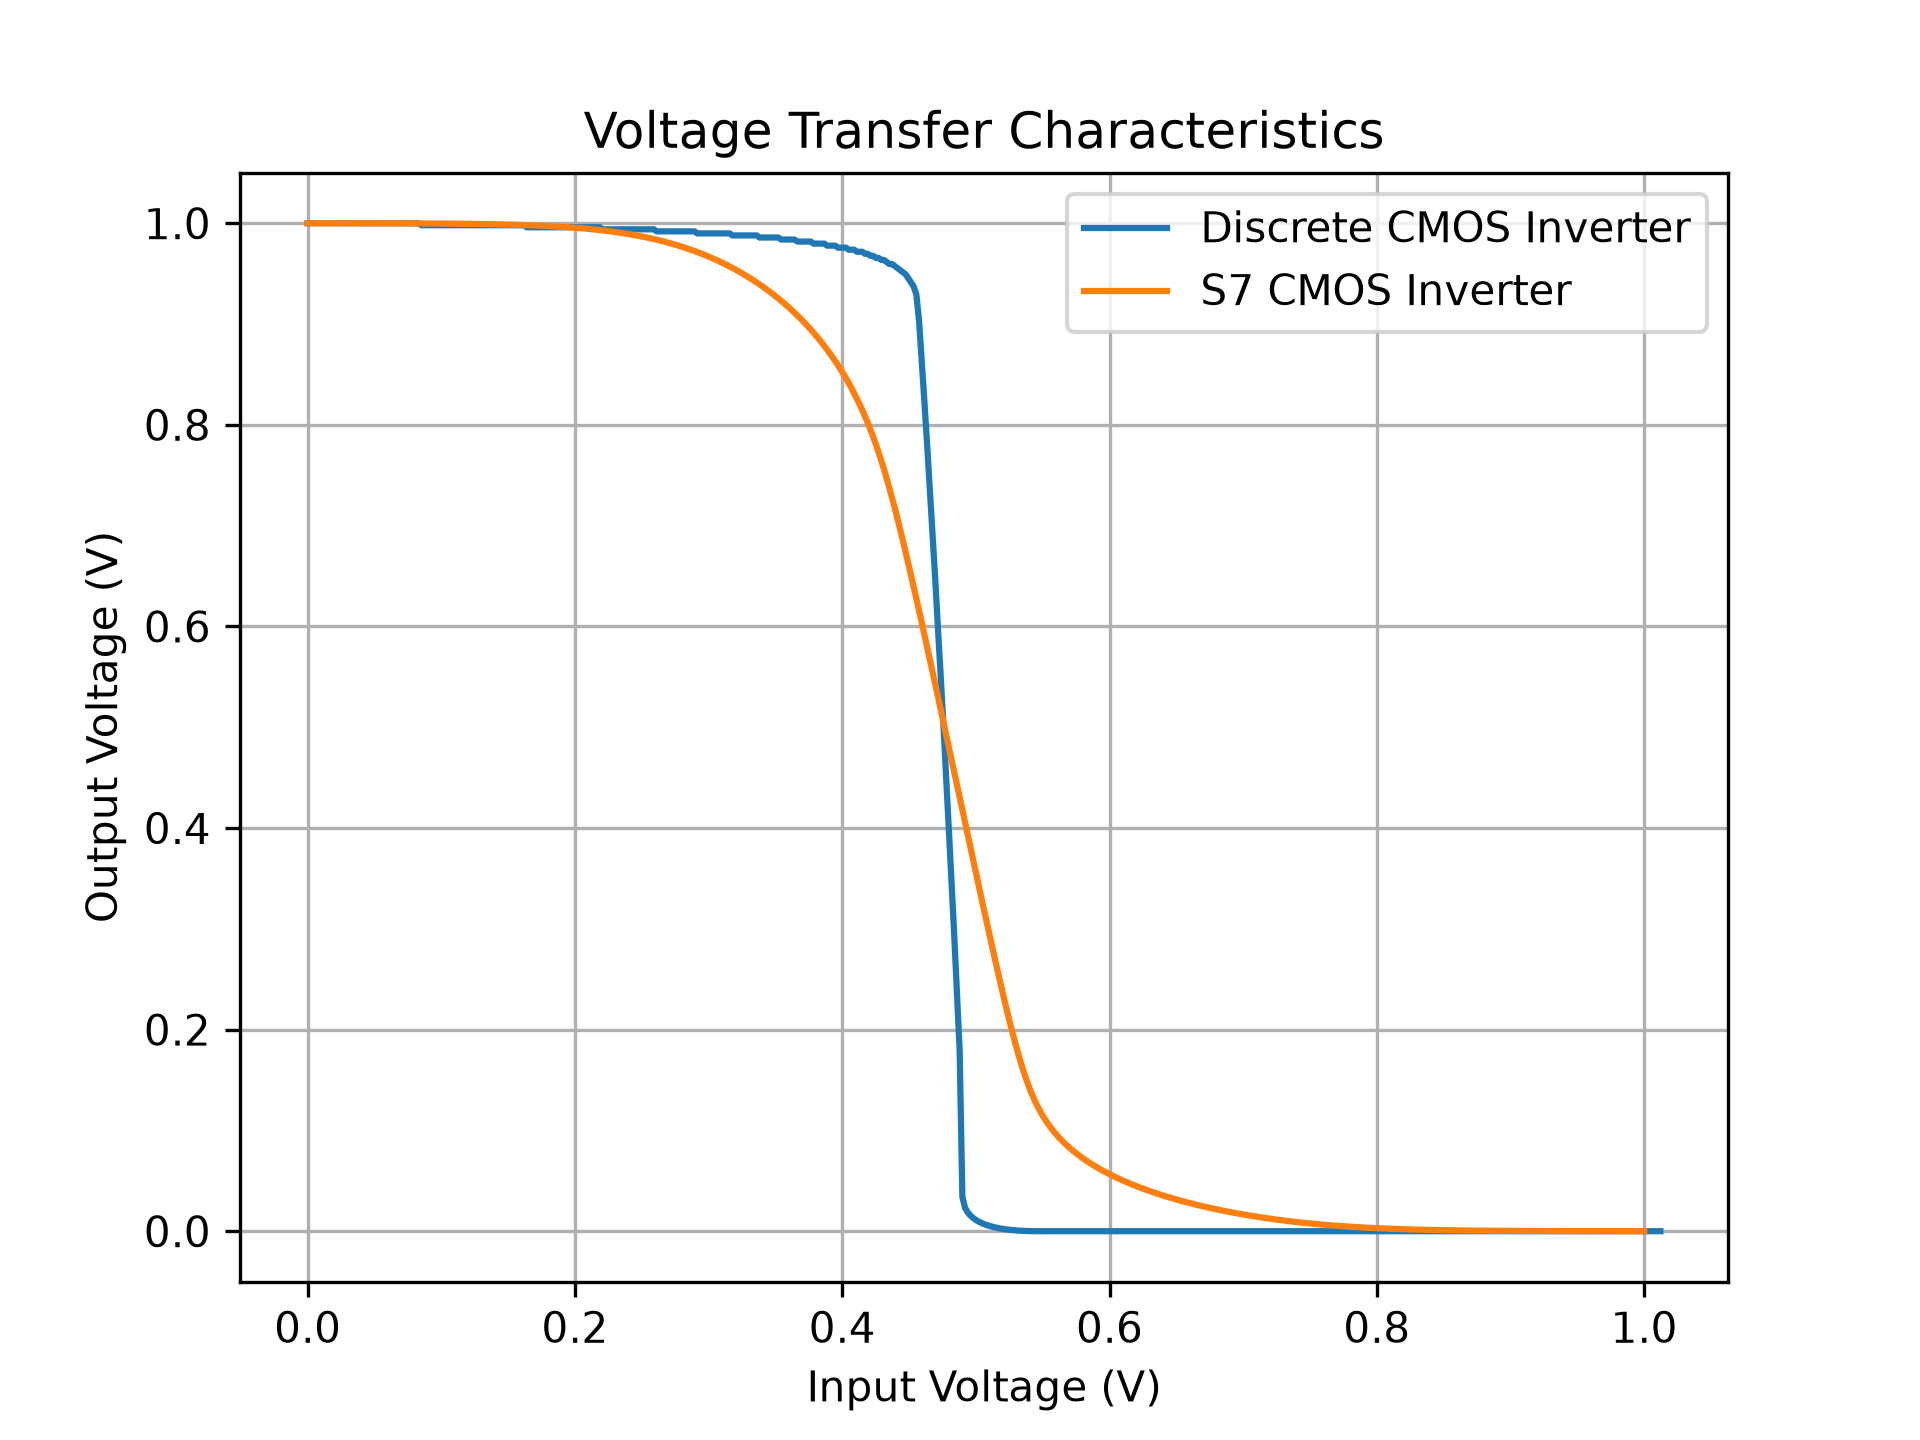 Voltage Transfer Characteristics
Discrete CMOS Inverter
S7 CMOS Inverter
Output Voltage (V)
1.0
0.8
0.6
0.4
0.2
0.0
0.0 0.2 0.4 0.6 0.8 1.0
Input Voltage (V)